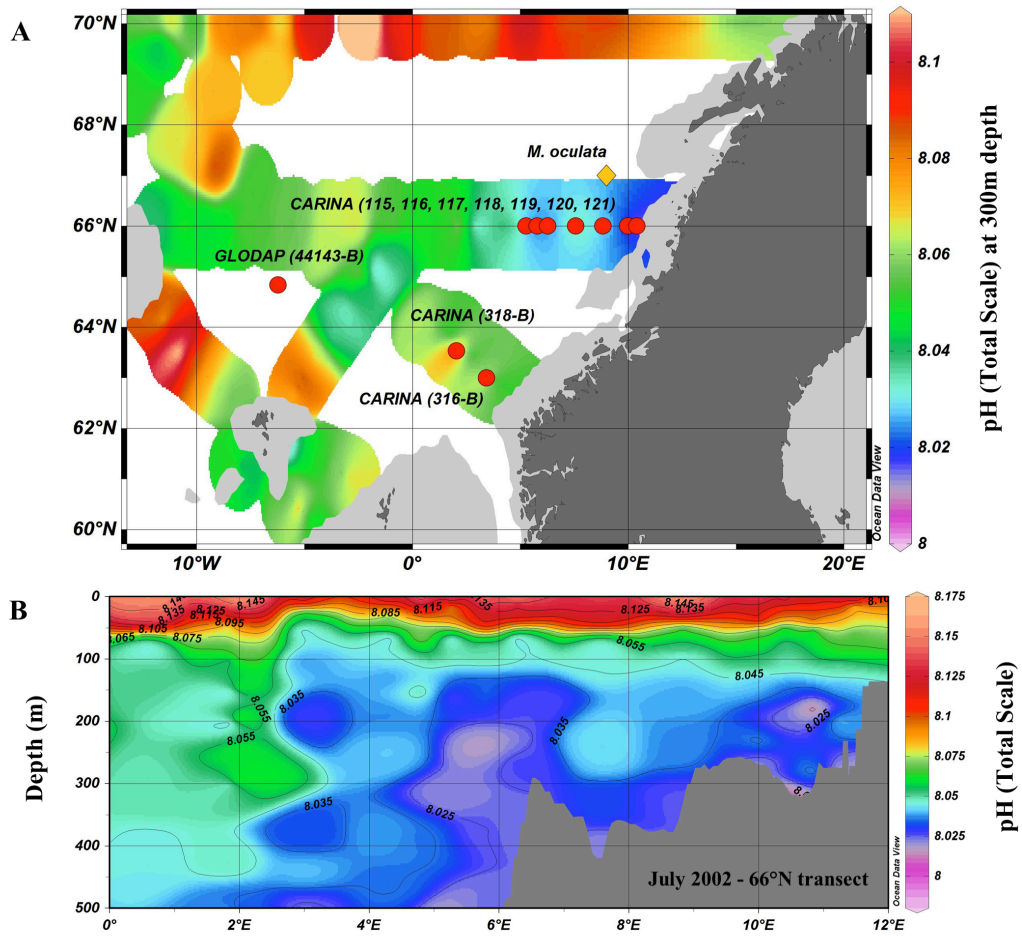 A
70°N
68°N
66°N
64°N
62°N
60°N
10°W
0°
10°E
20°E
M. oculata
CARINA (115, 116, 117, 118, 119, 120, 121)
GLODAP (44143-B)
CARINA (318-B)
CARINA (316-B)
Ocean Data View
8.1
8.08
8.06
8.04
8.02
8
pH (Total Scale) at 300m depth
B
0
100
200
300
400
500
Depth (m)
0°
2°E
4°E
6°E
8°E
10°E
12°E
8.135
8.125
8.115
8.145
8.105
8.095
8.065
8.075
8.085
8.115
8.125
8.145
8.135
8.055
8.045
8.035
8.055
8.055
8.035
8.025
8.035
8.025
July 2002 - 66°N transect
Ocean Data View
8.175
8.15
8.125
8.1
8.075
8.05
8.025
8
pH (Total Scale)